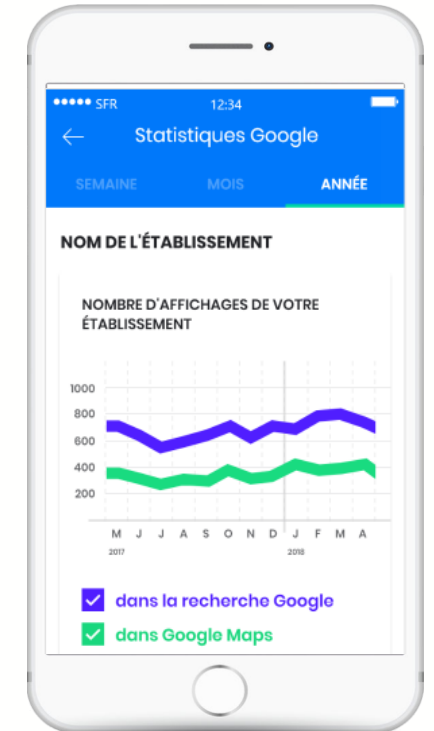 SFR 12:34
Statistiques Google
SEMAINE MOIS ANNÉE
NOM DE L'ÉTABLISSEMENT
NOMBRE D'AFFICHAGES DE VOTRE
ÉTABLISSEMENT
1000
800
600
400
200
M J J A S O N D J F M A
2017 2018
dans la recherche Google
dans Google Maps